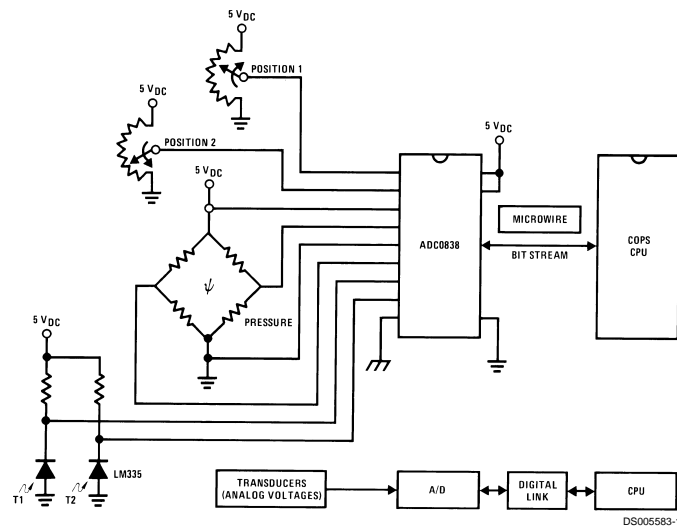 5 VDC
POSITION 1
5 VDC
POSITION 2
5 VDC
5 VDC
MICROWIRE
ADC0838
COPS
CPU
BIT STREAM
ψ
PRESSURE
5 VDC
LM335
T1
T2
TRANSDUCERS
(ANALOG VOLTAGES)
A/D
DIGITAL
LINK
CPU